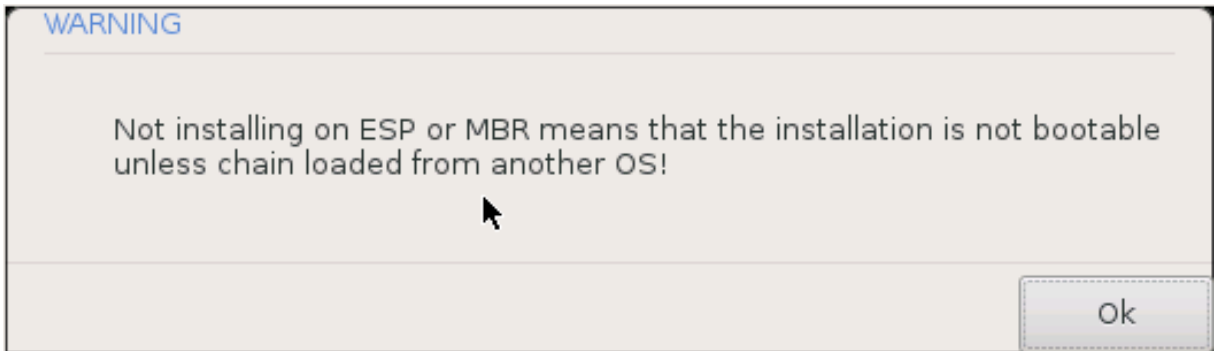 WARNING
Not installing on ESP or MBR means that the installation is not bootable
unless chain loaded from another OS!
Ok